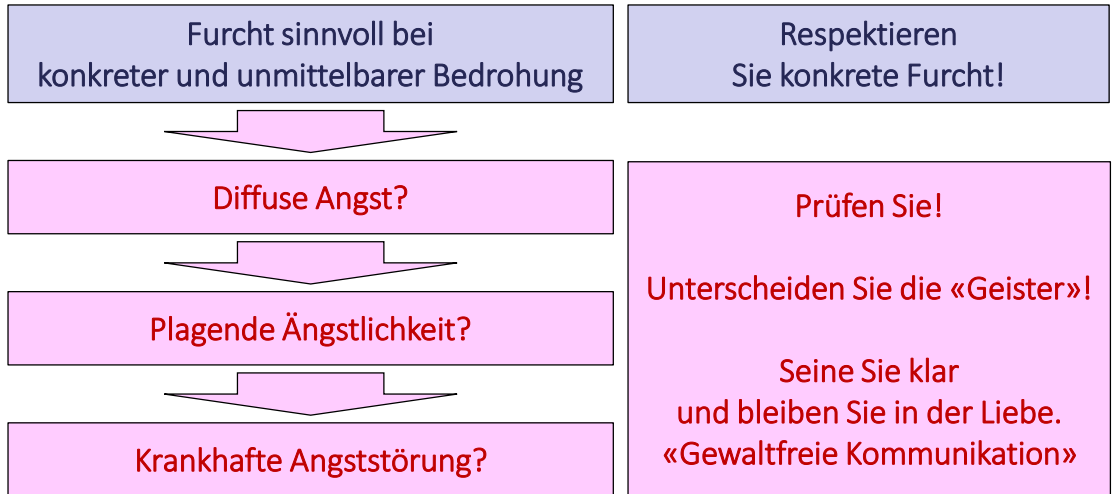 Furcht sinnvoll bei
konkreter und unmittelbarer Bedrohung
Respektieren
Sie konkrete Furcht!
Diffuse Angst?
Plagende Ängstlichkeit?
Krankhafte Angststörung?
Prüfen Sie!
Unterscheiden Sie die «Geister»!
Seine Sie klar
und bleiben Sie in der Liebe.
«Gewaltfreie Kommunikation»